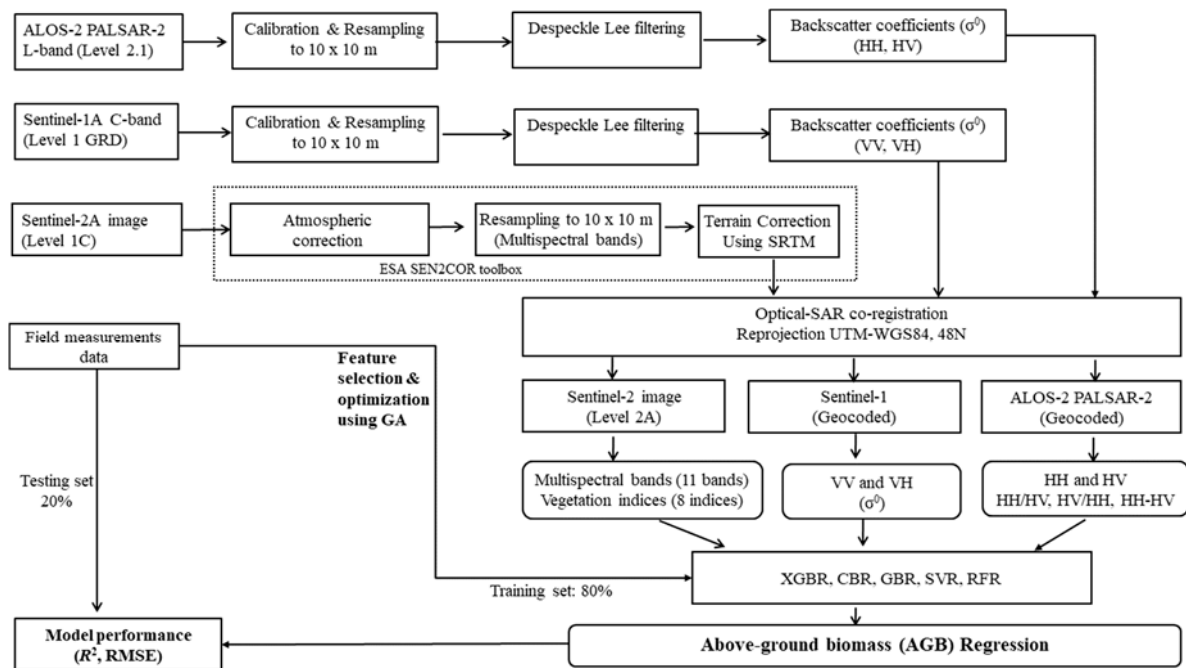 ALOS-2 PALSAR-2
L-band (Level 2.1)
Calibration & Resampling
to 10 x 10 m
Despeckle Lee filtering
Backscatter coefficients (σ⁰)
(HH, HV)
Sentinel-1A C-band
(Level 1 GRD)
Calibration & Resampling
to 10 x 10 m
Despeckle Lee filtering
Backscatter coefficients (σ⁰)
(VV, VH)
Sentinel-2A image
(Level 1C)
Atmospheric
correction
Resampling to 10 x 10 m
(Multispectral bands)
Terrain Correction
Using SRTM
ESA SEN2COR toolbox
Optical-SAR co-registration
Reprojection UTM-WGS84, 48N
Field measurements
data
Feature
selection &
optimization
using GA
Sentinel-2 image
(Level 2A)
Sentinel-1
(Geocoded)
ALOS-2 PALSAR-2
(Geocoded)
Testing set
20%
Multispectral bands (11 bands)
Vegetation indices (8 indices)
VV and VH
(σ⁰)
HH and HV
HH/HV, HV/HH, HH-HV
Training set: 80%
XGBR, CBR, GBR, SVR, RFR
Model performance
(R², RMSE)
Above-ground biomass (AGB) Regression